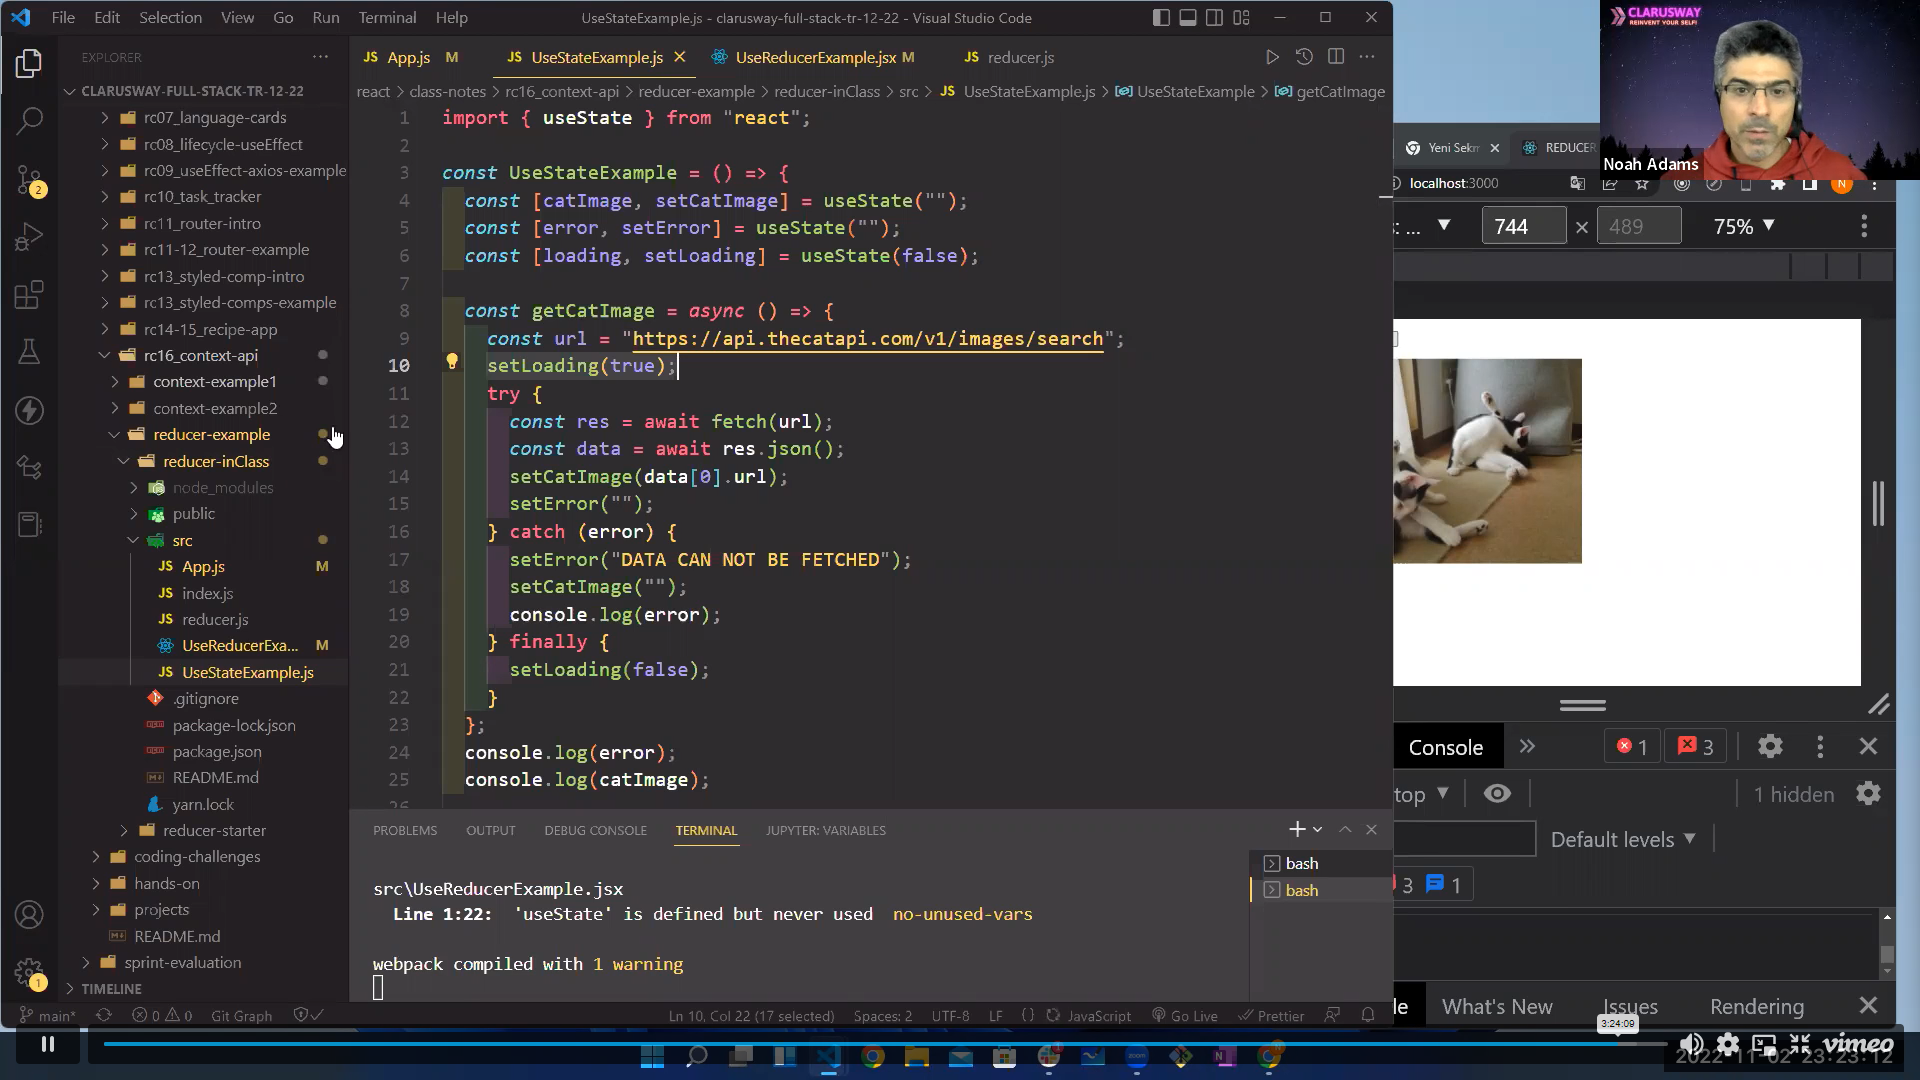 File Edit Selection View Go Run Terminal Help
UseStateExample.js - clarusway-full-stack-tr-12-22 - Visual Studio Code
EXPLORER
CLARUSWAY-FULL-STACK-TR-12-22
rc07_language-cards
rc08_lifecycle-useEffect
rc09_useEffect-axios-example
rc10_task_tracker
rc11_router-intro
rc11-12_router-example
rc13_styled-comp-intro
rc13_styled-comps-example
rc14-15_recipe-app
rc16_context-api
context-example1
context-example2
reducer-example
reducer-inClass
node_modules
public
src
JS App.js M
JS index.js
JS reducer.js
UseReducerExa... M
JS UseStateExample.js
.gitignore
package-lock.json
package.json
README.md
yarn.lock
reducer-starter
coding-challenges
hands-on
projects
README.md
sprint-evaluation
TIMELINE
2
1
JS App.js M
JS UseStateExample.js
UseReducerExample.jsx M
JS reducer.js
react > class-notes > rc16_context-api > reducer-example > reducer-inClass > src > JS UseStateExample.js > UseStateExample > getCatImage
1 import { useState } from "react";
2
3 const UseStateExample = () => {
4 const [catImage, setCatImage] = useState("");
5 const [error, setError] = useState("");
6 const [loading, setLoading] = useState(false);
7
8 const getCatImage = async () => {
9 const url = "https://api.thecatapi.com/v1/images/search";
10 setLoading(true);
11 try {
12 const res = await fetch(url);
13 const data = await res.json();
14 setCatImage(data[0].url);
15 setError("");
16 } catch (error) {
17 setError("DATA CAN NOT BE FETCHED");
18 setCatImage("");
19 console.log(error);
20 } finally {
21 setLoading(false);
22 }
23 };
24 console.log(error);
25 console.log(catImage);
PROBLEMS OUTPUT DEBUG CONSOLE TERMINAL JUPYTER: VARIABLES
src\UseReducerExample.jsx
Line 1:22: 'useState' is defined but never used no-unused-vars
webpack compiled with 1 warning
bash
bash
main* 0 0 Git Graph
Ln 10, Col 22 (17 selected) Spaces: 2 UTF-8 LF {} JavaScript Go Live Prettier
CLARUSWAY
REINVENT YOUR SELF!
Noah Adams
Yeni Sekm
REDUCER
localhost:3000
N
: ... 744 × 489 75%
Console 1 3
top 1 hidden
Default levels
3 1
le What's New Issues Rendering
3:24:09
vimeo
2022-11-02 23:23:12